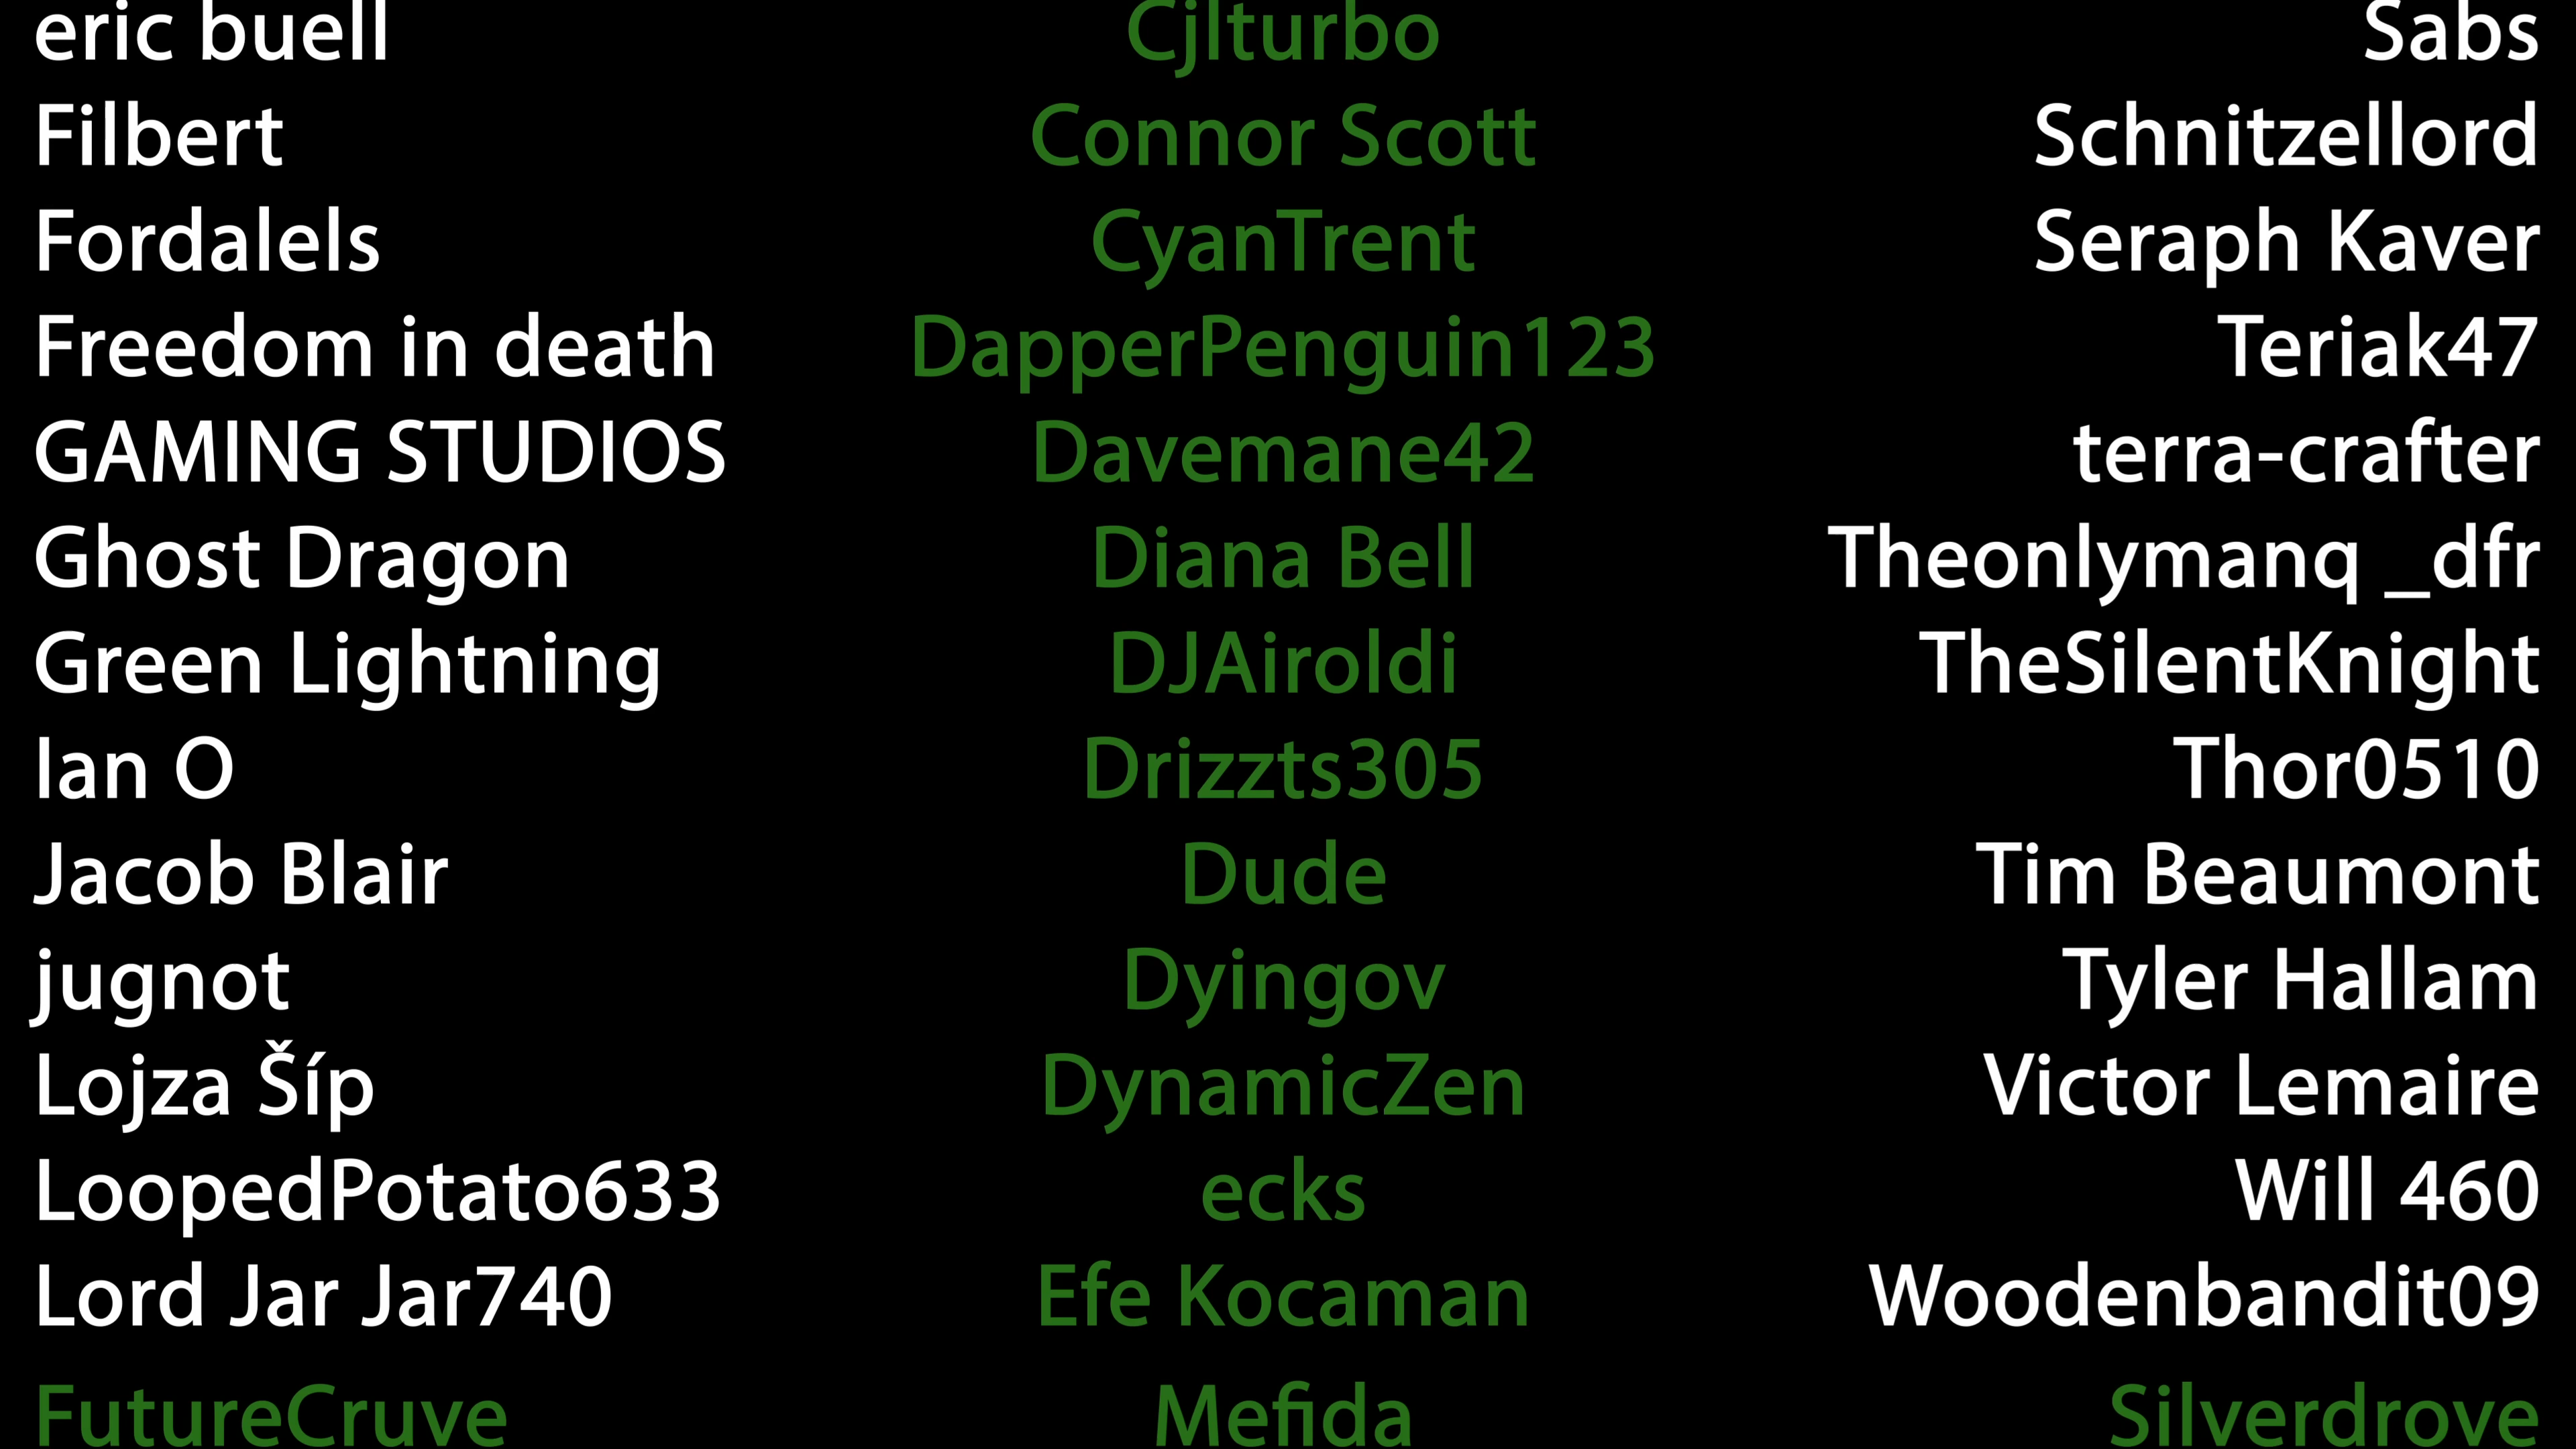 eric buell Cjlturbo Sabs
Filbert Connor Scott Schnitzellord
Fordalels CyanTrent Seraph Kaver
Freedom in death DapperPenguin123 Teriak47
GAMING STUDIOS Davemane42 terra-crafter
Ghost Dragon Diana Bell Theonlymanq _dfr
Green Lightning DJAiroldi TheSilentKnight
Ian O Drizzts305 Thor0510
Jacob Blair Dude Tim Beaumont
jugnot Dyingov Tyler Hallam
Lojza Šíp DynamicZen Victor Lemaire
LoopedPotato633 ecks Will 460
Lord Jar Jar740 Efe Kocaman Woodenbandit09
FutureCruve Mefida Silverdrove